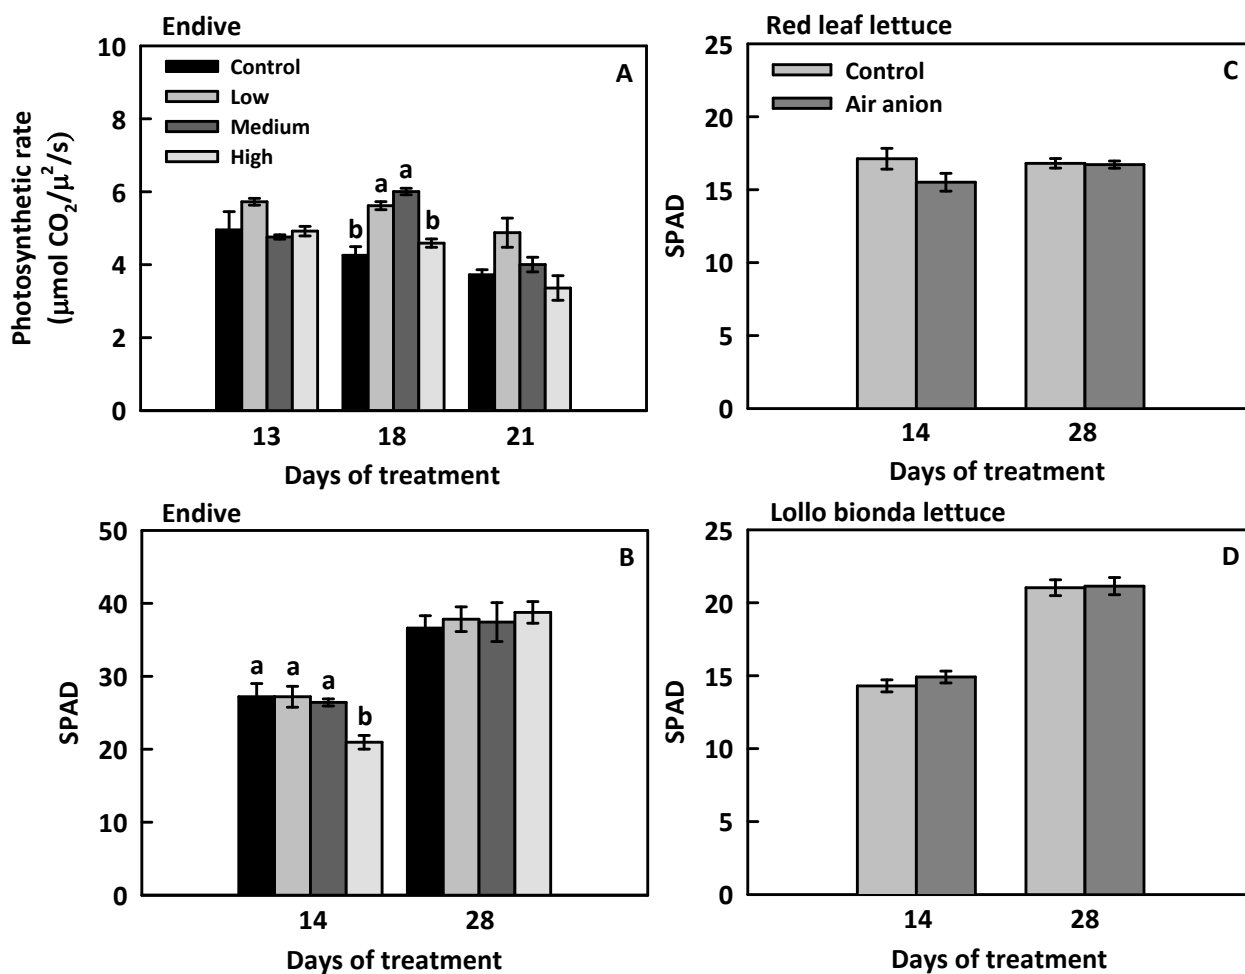 Endive
A
Control
Low
Medium
High
Photosynthetic rate
(μmol CO₂/μ²/s)
10
8
6
4
2
0
b
a
a
b
13
18
21
Days of treatment
Red leaf lettuce
C
Control
Air anion
SPAD
25
20
15
10
5
0
14
28
Days of treatment
Endive
B
SPAD
50
40
30
20
10
0
a
a
a
b
14
28
Days of treatment
Lollo bionda lettuce
D
SPAD
25
20
15
10
5
0
14
28
Days of treatment